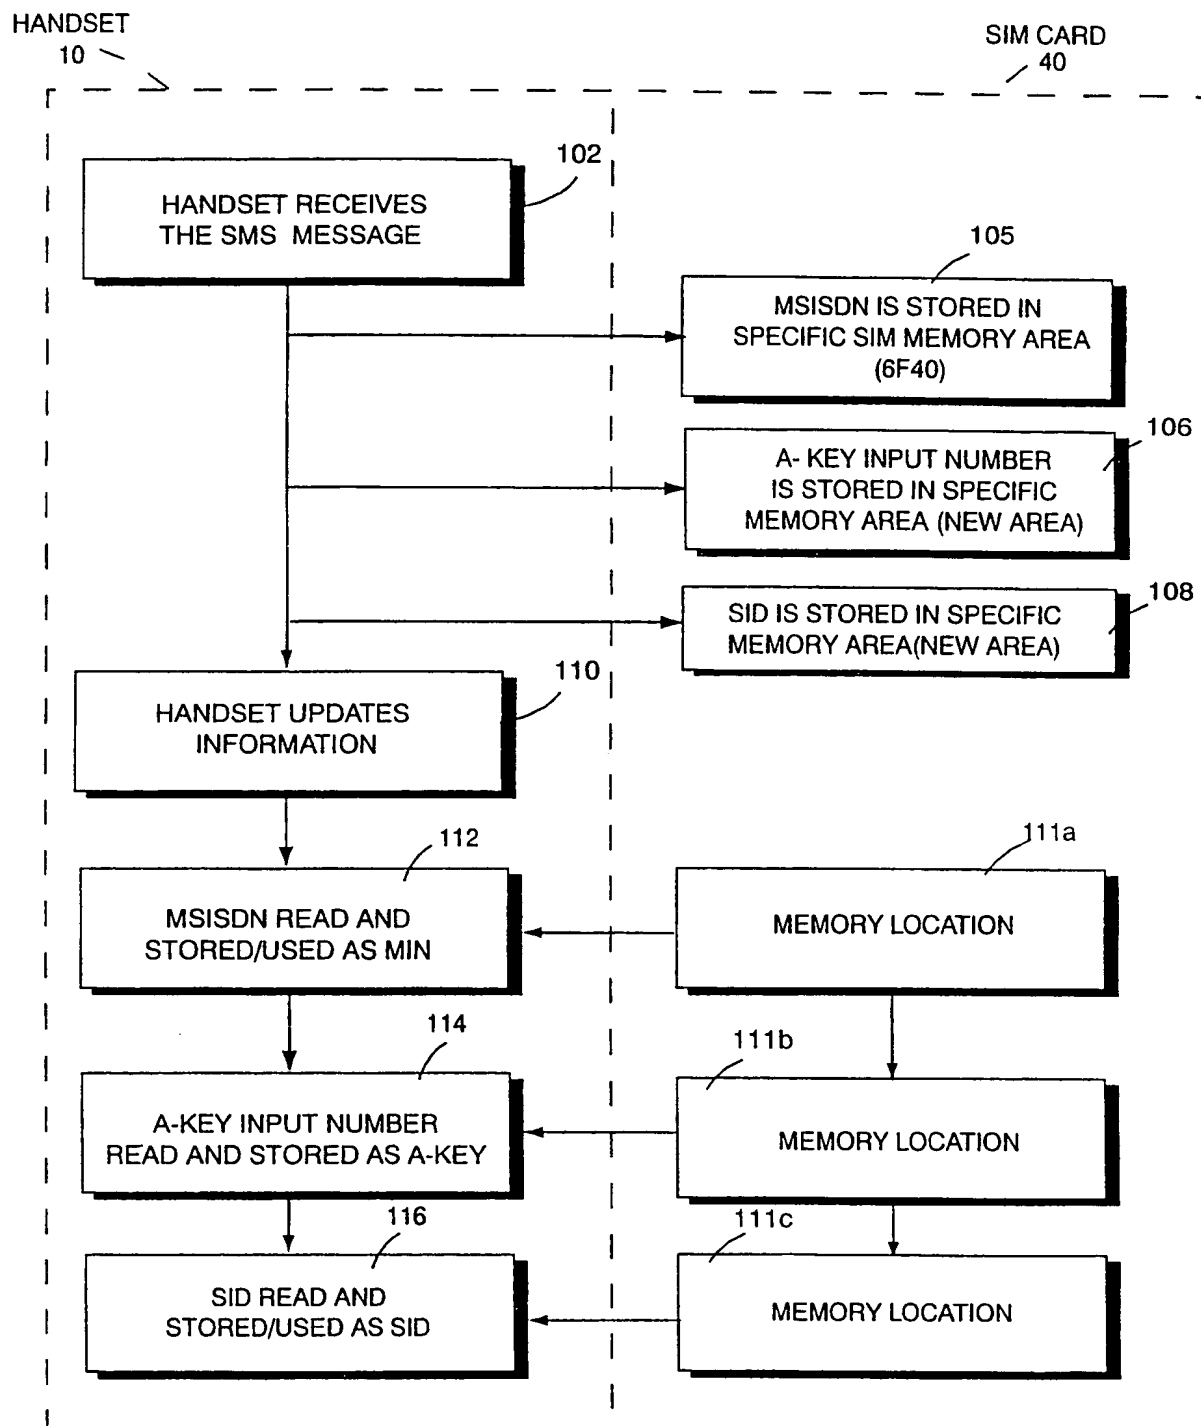 HANDSET
10
SIM CARD
40
102
HANDSET RECEIVES
THE SMS MESSAGE
105
MSISDN IS STORED IN
SPECIFIC SIM MEMORY AREA
(6F40)
106
A- KEY INPUT NUMBER
IS STORED IN SPECIFIC
MEMORY AREA (NEW AREA)
108
SID IS STORED IN SPECIFIC
MEMORY AREA(NEW AREA)
110
HANDSET UPDATES
INFORMATION
112
MSISDN READ AND
STORED/USED AS MIN
111a
MEMORY LOCATION
114
A-KEY INPUT NUMBER
READ AND STORED AS A-KEY
111b
MEMORY LOCATION
116
SID READ AND
STORED/USED AS SID
111c
MEMORY LOCATION